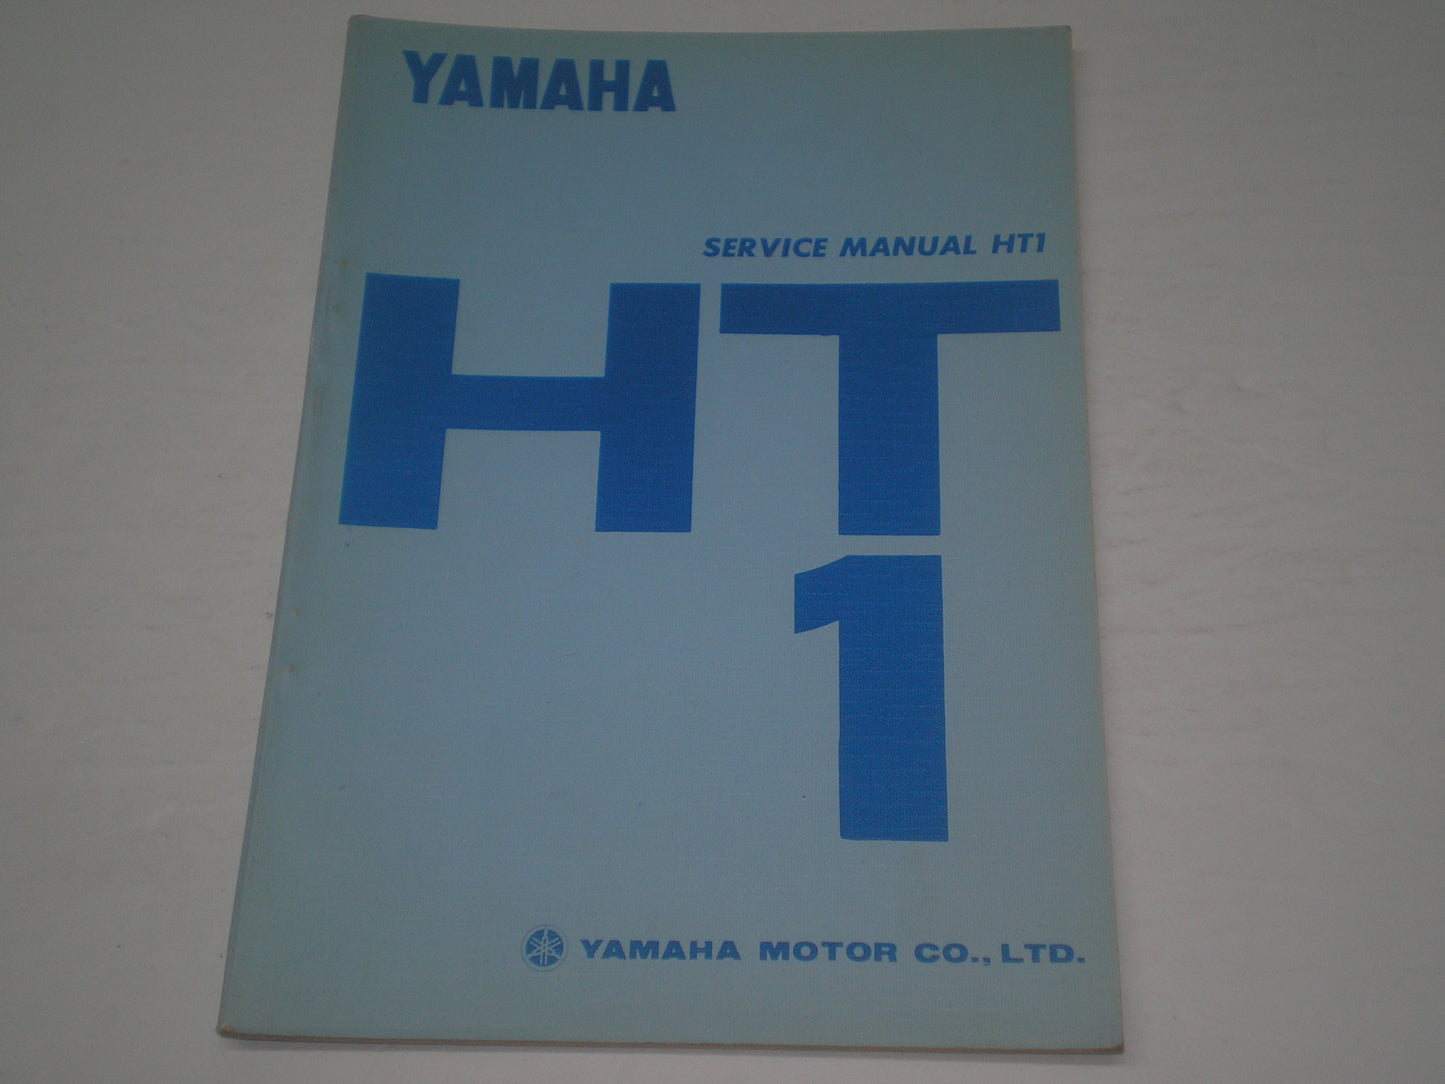 YAMAHA
SERVICE MANUAL HT1
HT
1
YAMAHA MOTOR CO., LTD.